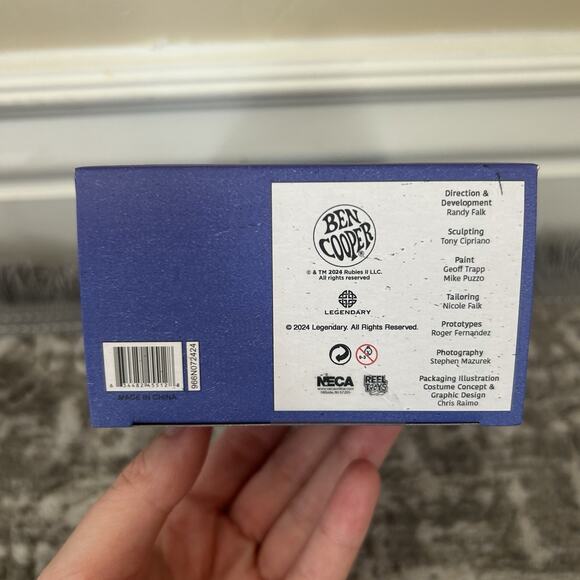 BEN
COOPER
®
© & TM 2024 Rubies II LLC.
All rights reserved
LEGENDARY
© 2024 Legendary. All Rights Reserved.
NECA
REEL
TOYS
Direction &
Development
Randy Falk
Sculpting
Tony Cipriano
Paint
Geoff Trapp
Mike Puzzo
Tailoring
Nicole Falk
Prototypes
Roger Fernandez
Photography
Stephen Mazurek
Packaging Illustration
Costume Concept &
Graphic Design
Chris Raimo
966N072424
MADE IN CHINA